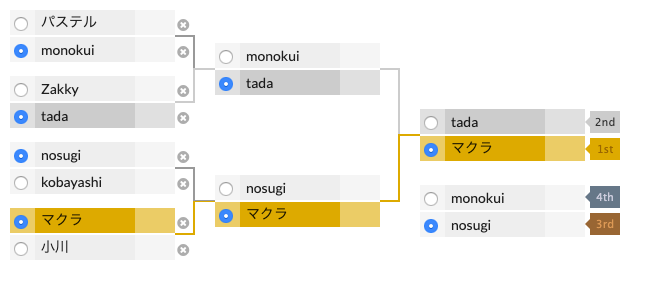 パステル
monokui
Zakky
tada
nosugi
kobayashi
マクラ
小川
monokui
tada
nosugi
マクラ
tada 2nd
マクラ 1st
monokui 4th
nosugi 3rd